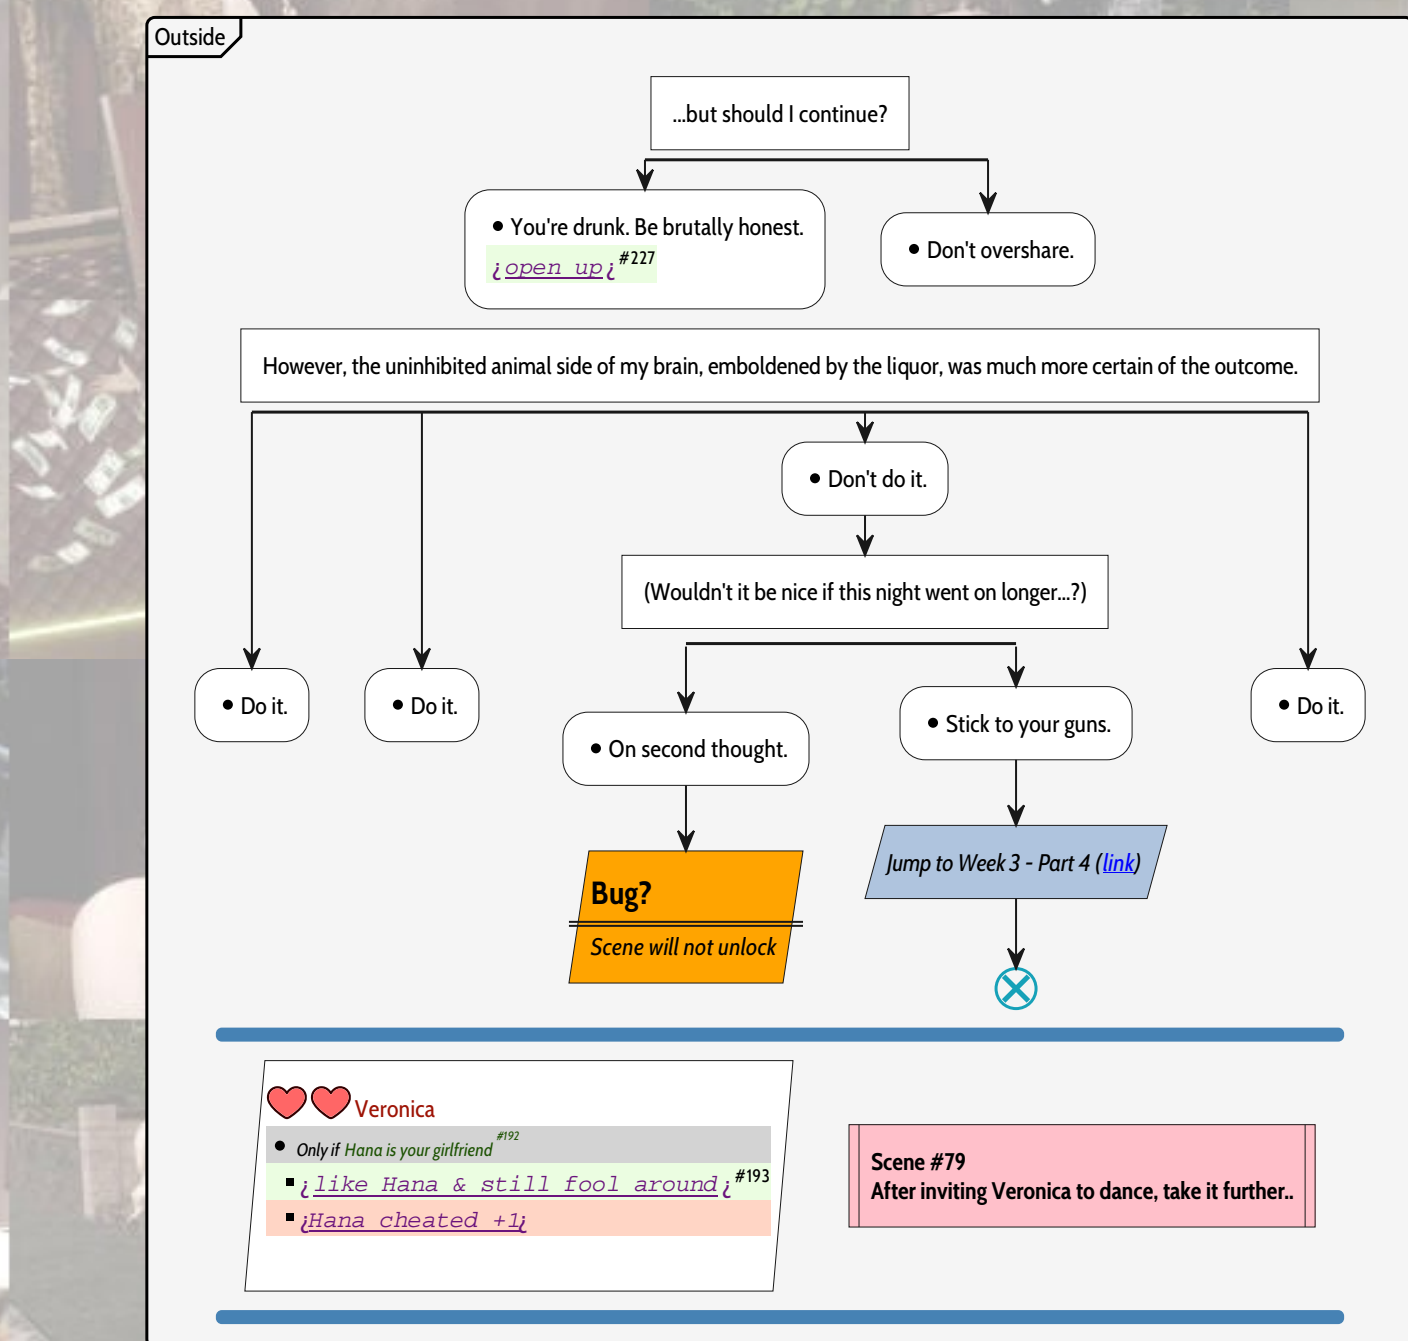 Outside
...but should I continue?
• You're drunk. Be brutally honest.
¿open up¿#227
• Don't overshare.
However, the uninhibited animal side of my brain, emboldened by the liquor, was much more certain of the outcome.
• Don't do it.
(Wouldn't it be nice if this night went on longer...?)
• Do it.
• Do it.
• Do it.
• On second thought.
• Stick to your guns.
Jump to Week 3 - Part 4 (link)
Bug?
Scene will not unlock
Veronica
• Only if Hana is your girlfriend #192
▪ ¿like Hana & still fool around¿#193
▪ ¿Hana cheated +1¿
Scene #79
After inviting Veronica to dance, take it further..